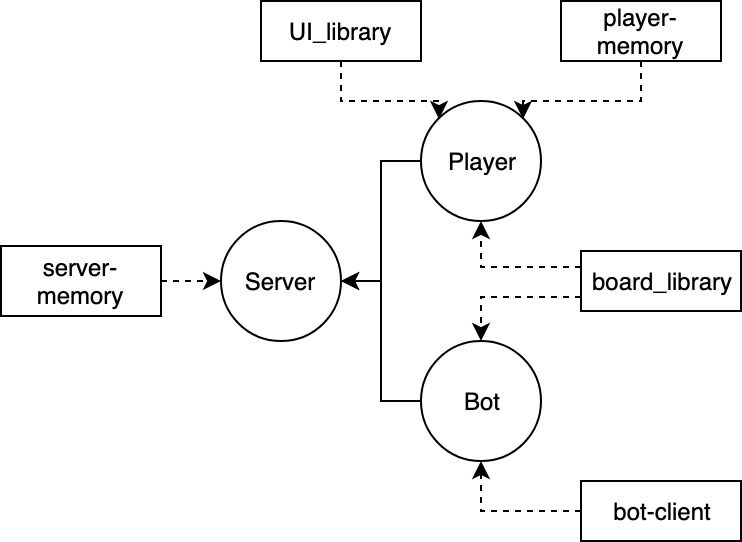 UI_library
player-
memory
Player
server-
memory
Server
board_library
Bot
bot-client